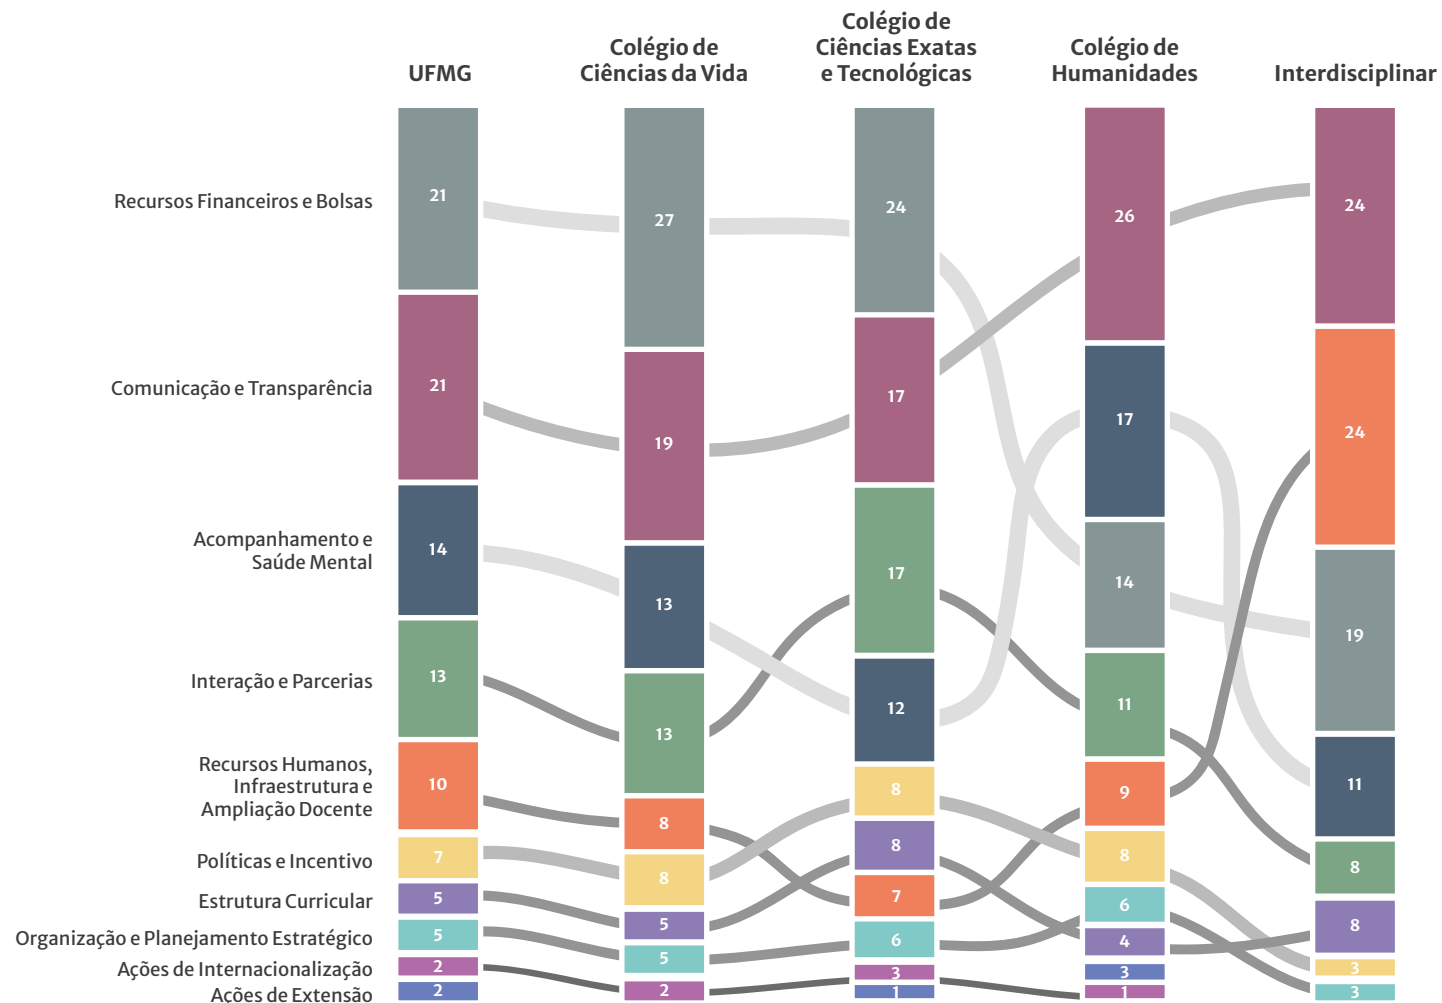 UFMG
Colégio de
Ciências da Vida
Colégio de
Ciências Exatas
e Tecnológicas
Colégio de
Humanidades
Interdisciplinar
Recursos Financeiros e Bolsas
Comunicação e Transparência
Acompanhamento e
Saúde Mental
Interação e Parcerias
Recursos Humanos,
Infraestrutura e
Ampliação Docente
Políticas e Incentivo
Estrutura Curricular
Organização e Planejamento Estratégico
Ações de Internacionalização
Ações de Extensão
21
21
14
13
10
7
5
5
2
2
27
19
13
13
8
8
5
5
2
24
17
17
12
8
8
7
6
3
1
26
17
14
11
9
8
6
4
3
1
24
24
19
11
8
8
3
3